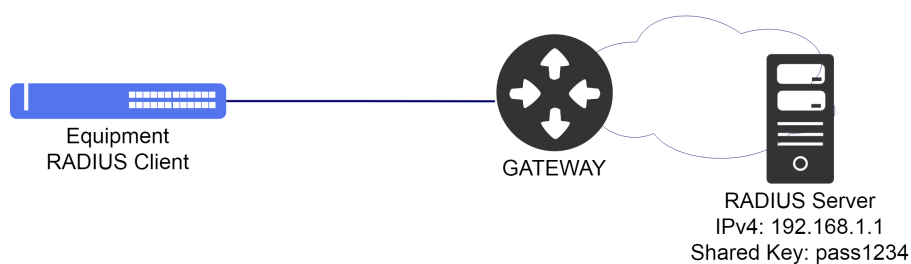 Equipment
RADIUS Client
GATEWAY
RADIUS Server
IPv4: 192.168.1.1
Shared Key: pass1234